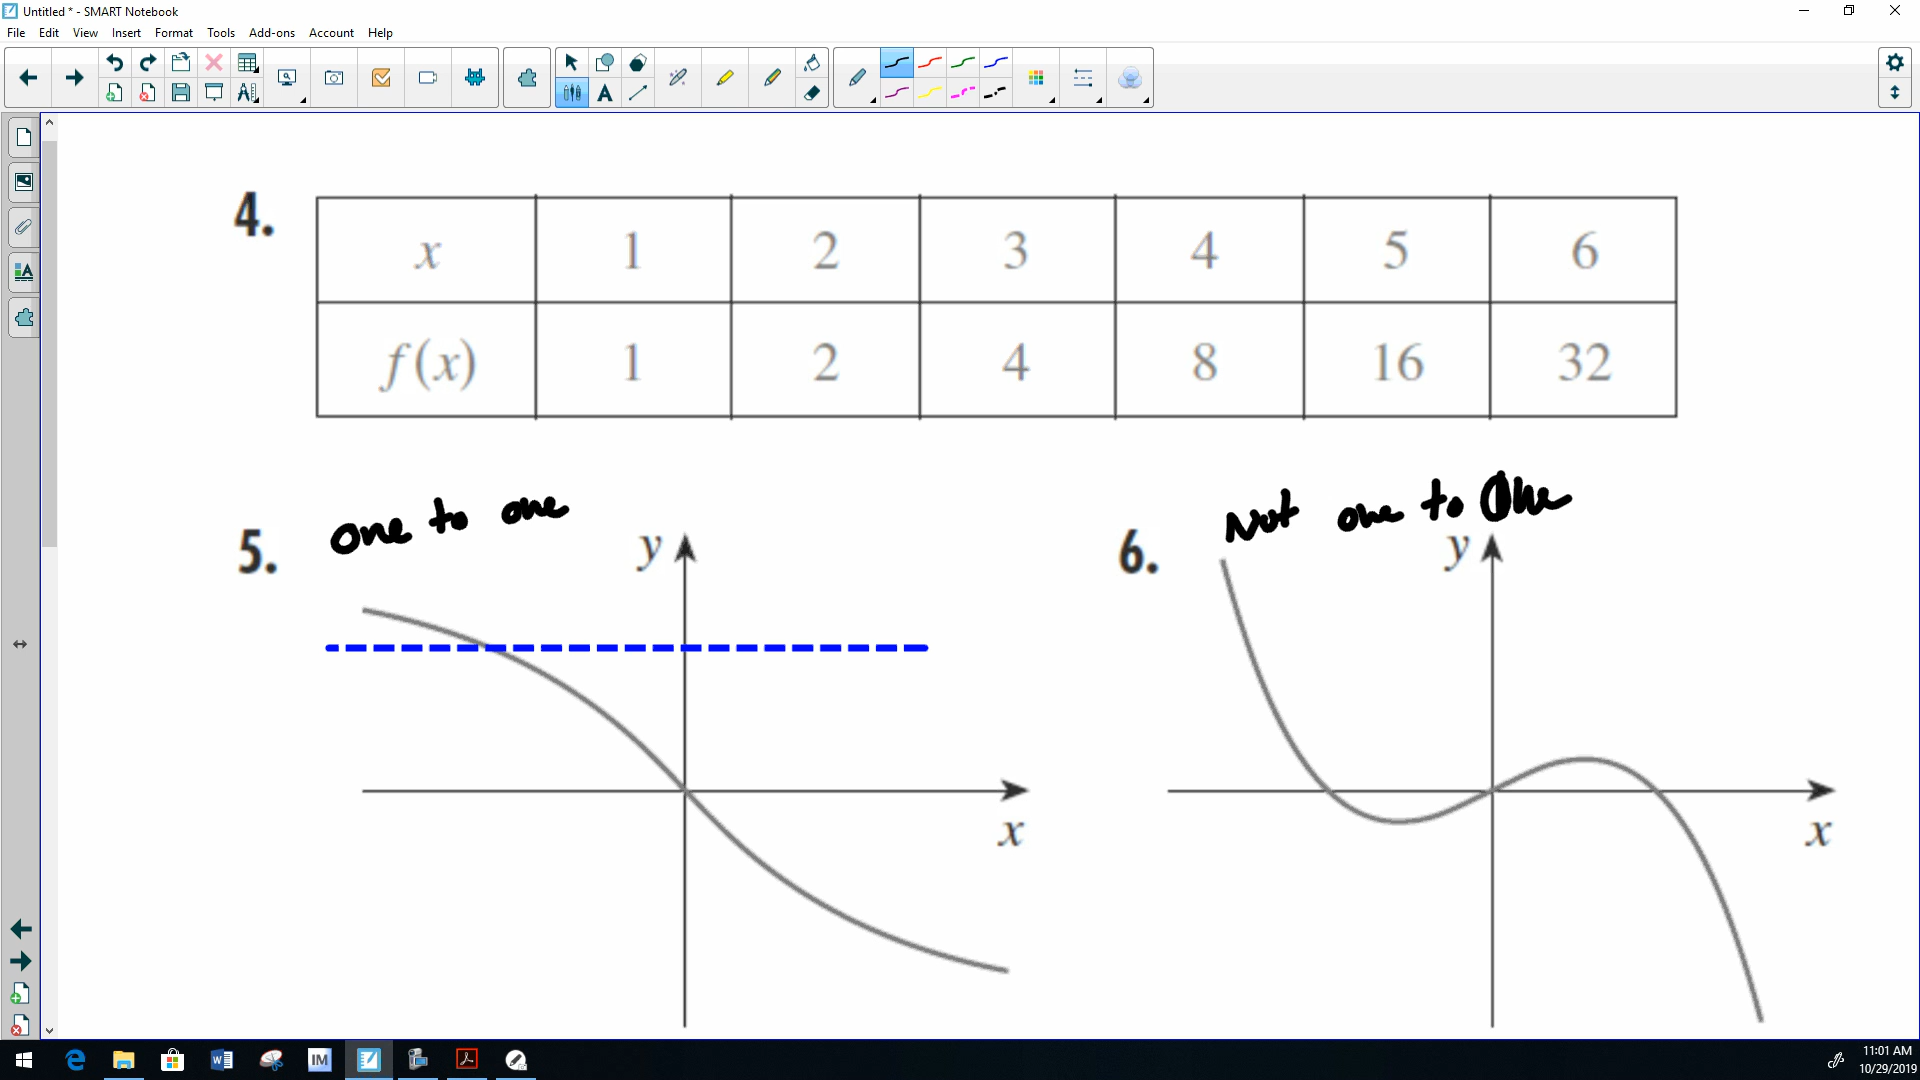 Untitled * - SMART Notebook
File Edit View Insert Format Tools Add-ons Account Help
4.
x 1 2 3 4 5 6
f(x) 1 2 4 8 16 32
one to one
Not one to One
5. y
6. y
x
x
IM
11:01 AM
10/29/2019